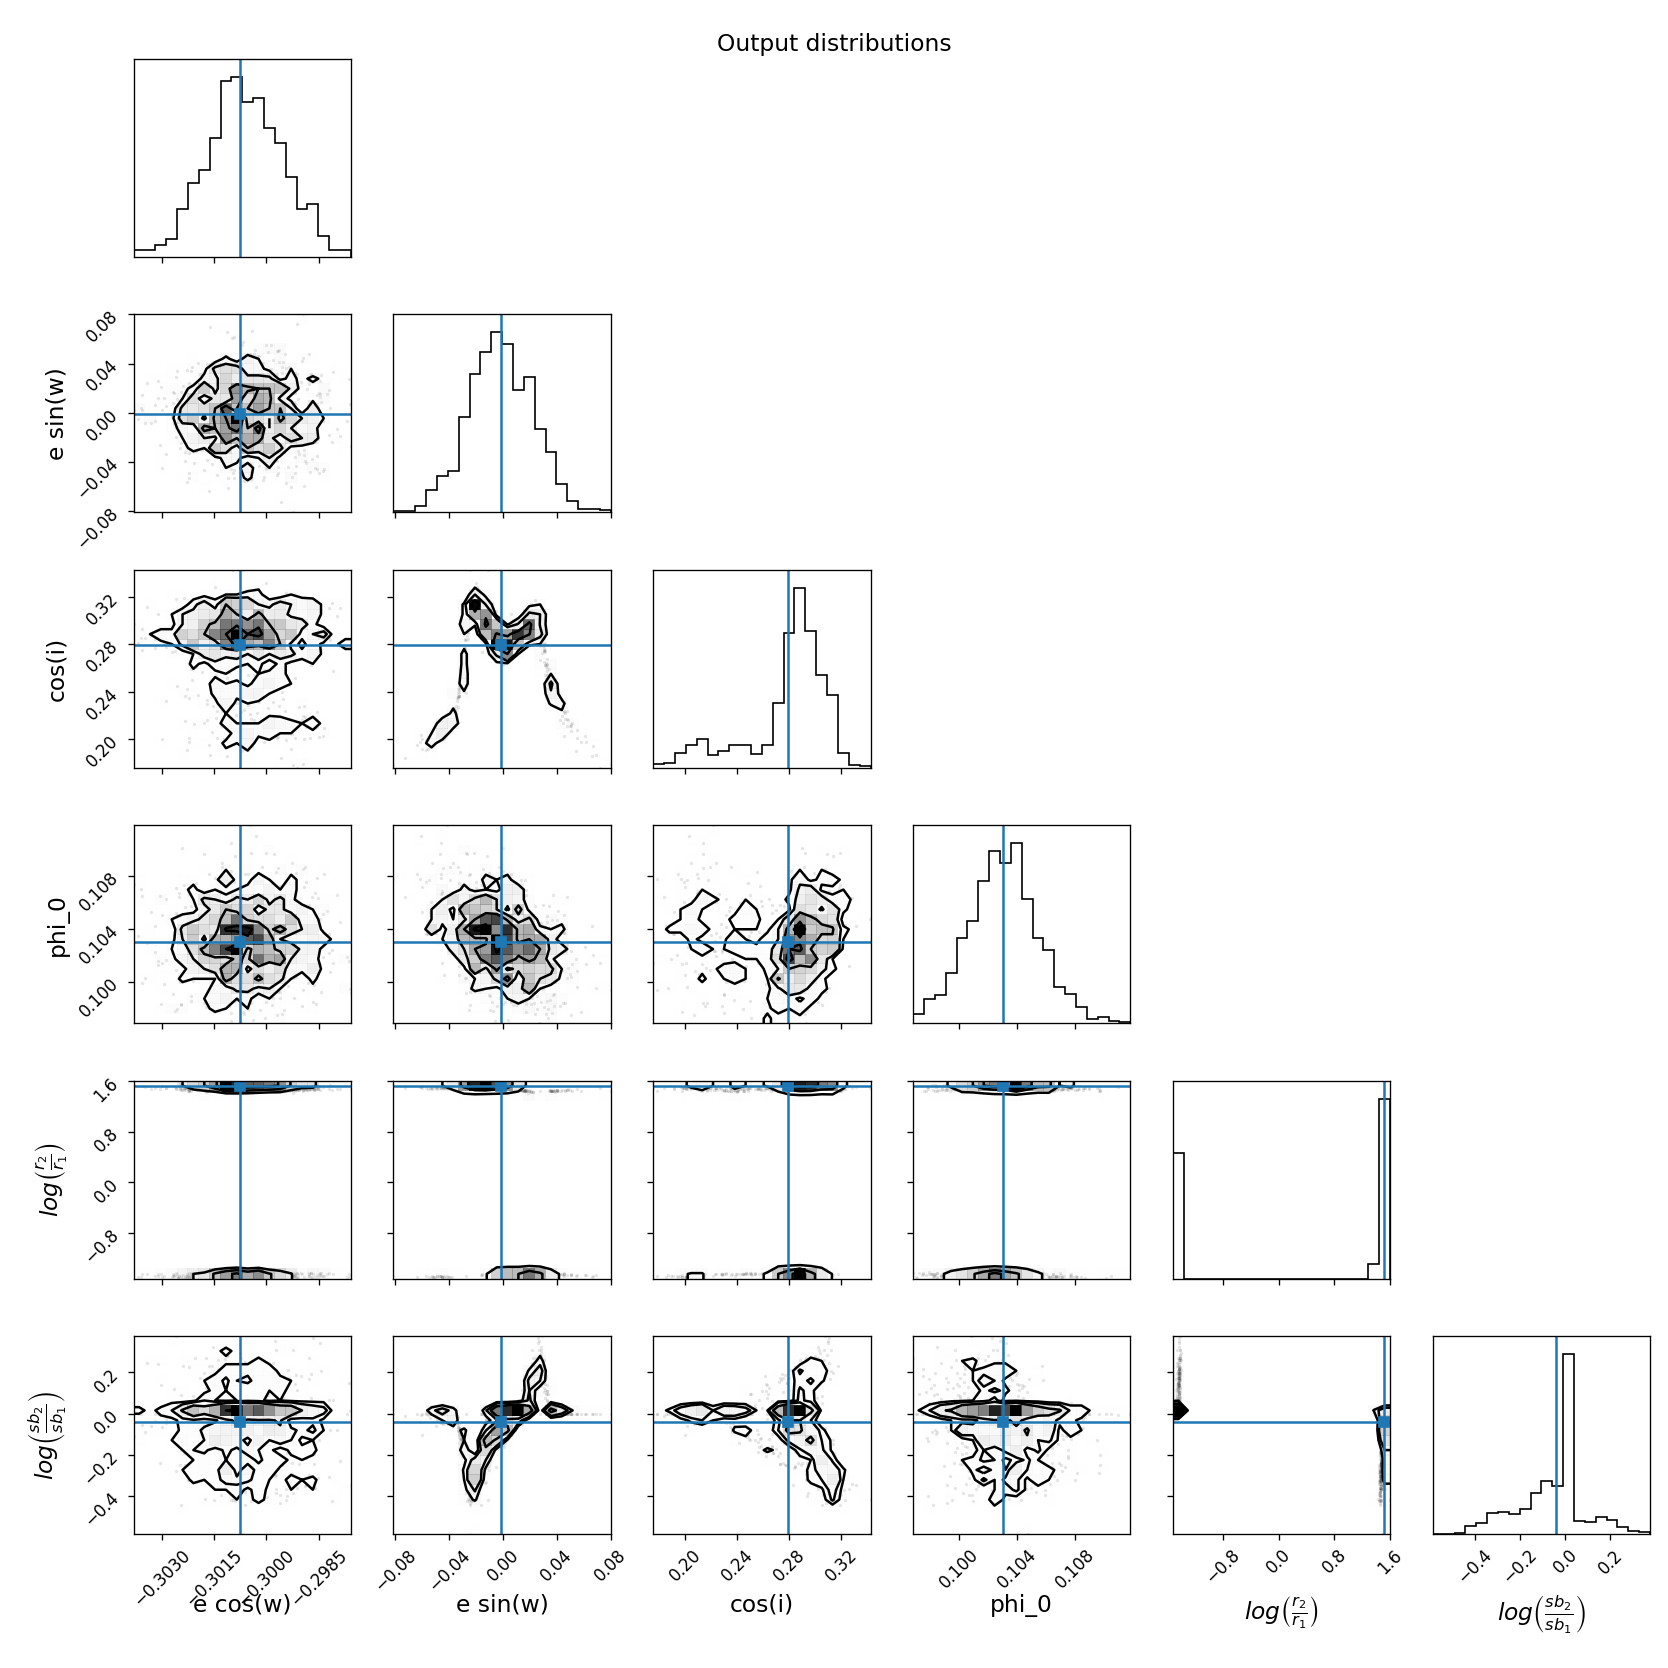 Output distributions
0.08
0.04
0.00
−0.04
−0.08
e sin(w)
0.32
0.28
0.24
0.20
cos(i)
0.108
0.104
0.100
phi_0
1.6
0.8
0.0
−0.8
log(r2/r1)
0.2
0.0
−0.2
−0.4
log(sb2/sb1)
−0.3030 −0.3015 −0.3000 −0.2985
−0.08 −0.04 0.00 0.04 0.08
0.20 0.24 0.28 0.32
0.100 0.104 0.108
−0.8 0.0 0.8 1.6
−0.4 −0.2 0.0 0.2
e cos(w) e sin(w) cos(i) phi_0 log(r2/r1) log(sb2/sb1)